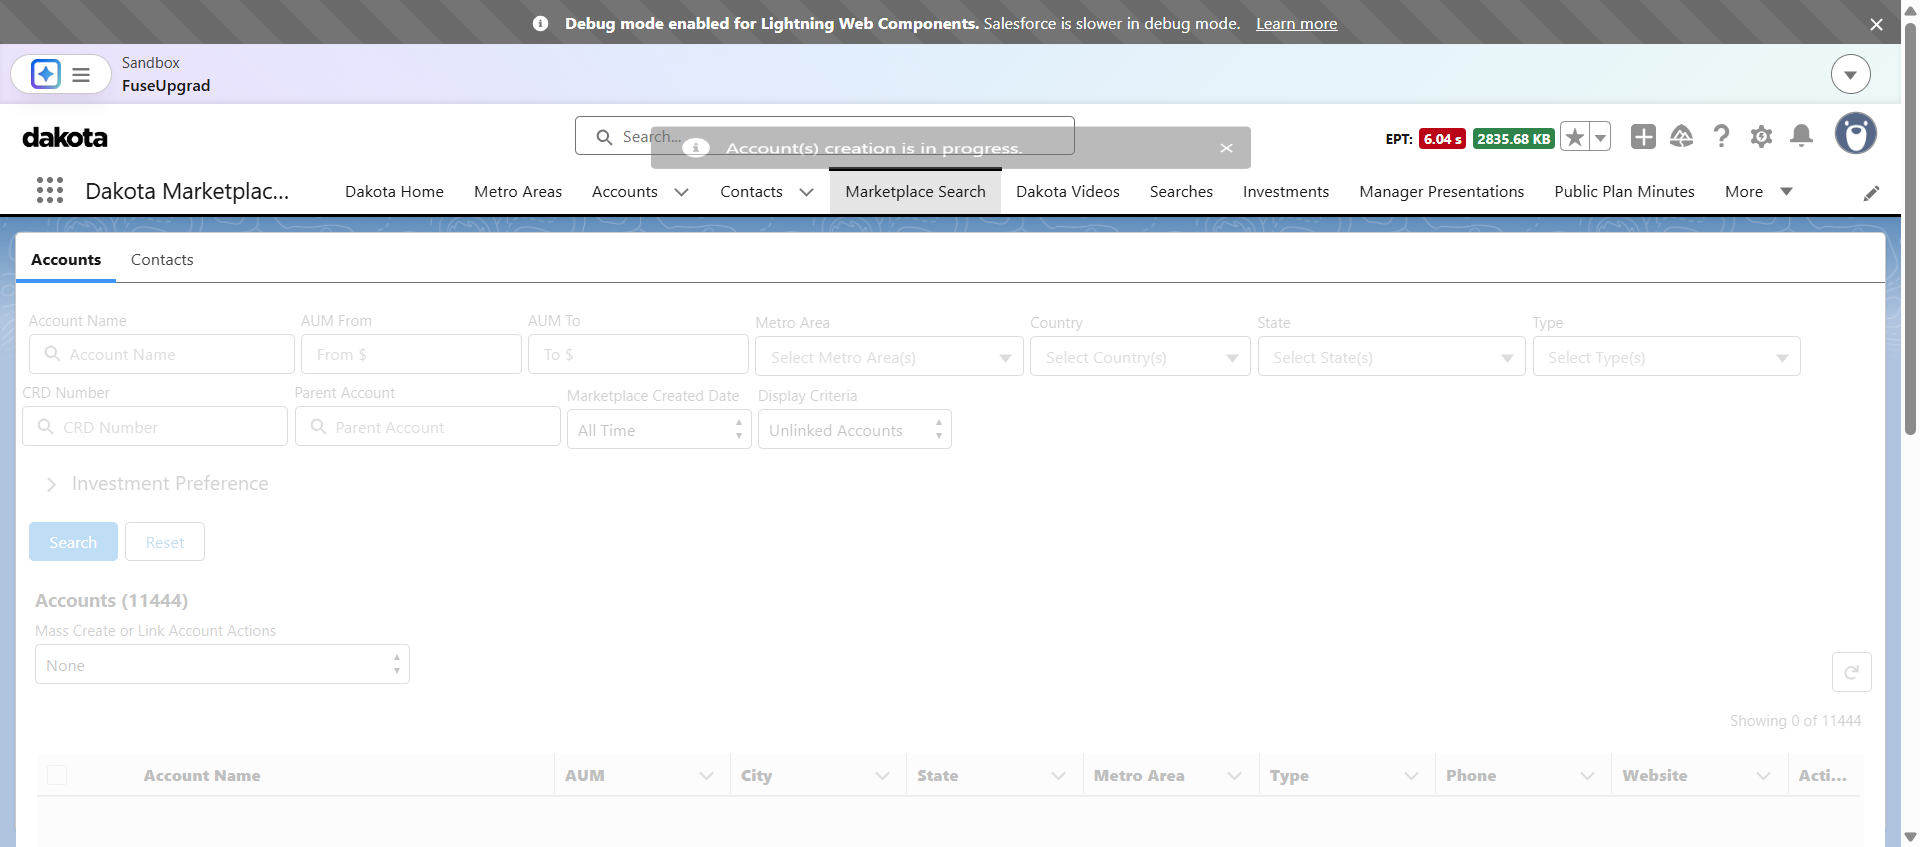 Debug mode enabled for Lightning Web Components. Salesforce is slower in debug mode. Learn more
Sandbox
FuseUpgrad
dakota
Search...
Account(s) creation is in progress.
EPT: 6.04 s 2835.68 KB
Dakota Marketplac...
Dakota Home Metro Areas Accounts Contacts Marketplace Search Dakota Videos Searches Investments Manager Presentations Public Plan Minutes More
Accounts Contacts
Account Name AUM From AUM To Metro Area Country State Type
Account Name From $ To $ Select Metro Area(s) Select Country(s) Select State(s) Select Type(s)
CRD Number Parent Account Marketplace Created Date Display Criteria
CRD Number Parent Account All Time Unlinked Accounts
Investment Preference
Search Reset
Accounts (11444)
Mass Create or Link Account Actions
None
Showing 0 of 11444
Account Name AUM City State Metro Area Type Phone Website Acti...